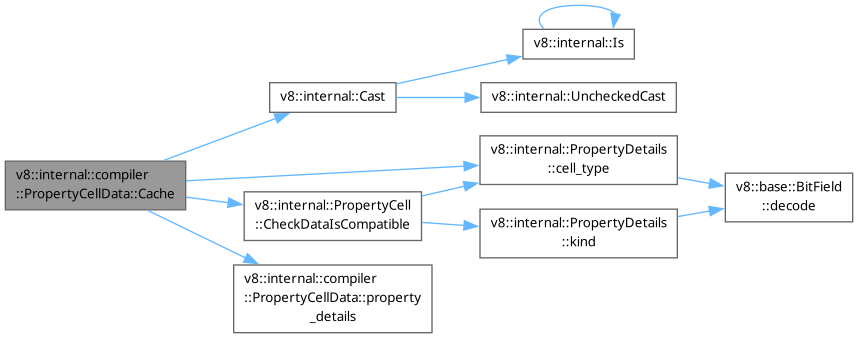 v8::internal::compiler
::PropertyCellData::Cache
v8::internal::Cast
v8::internal::Is
v8::internal::UncheckedCast
v8::internal::PropertyDetails
::cell_type
v8::internal::PropertyCell
::CheckDataIsCompatible
v8::internal::PropertyDetails
::kind
v8::base::BitField
::decode
v8::internal::compiler
::PropertyCellData::property
_details